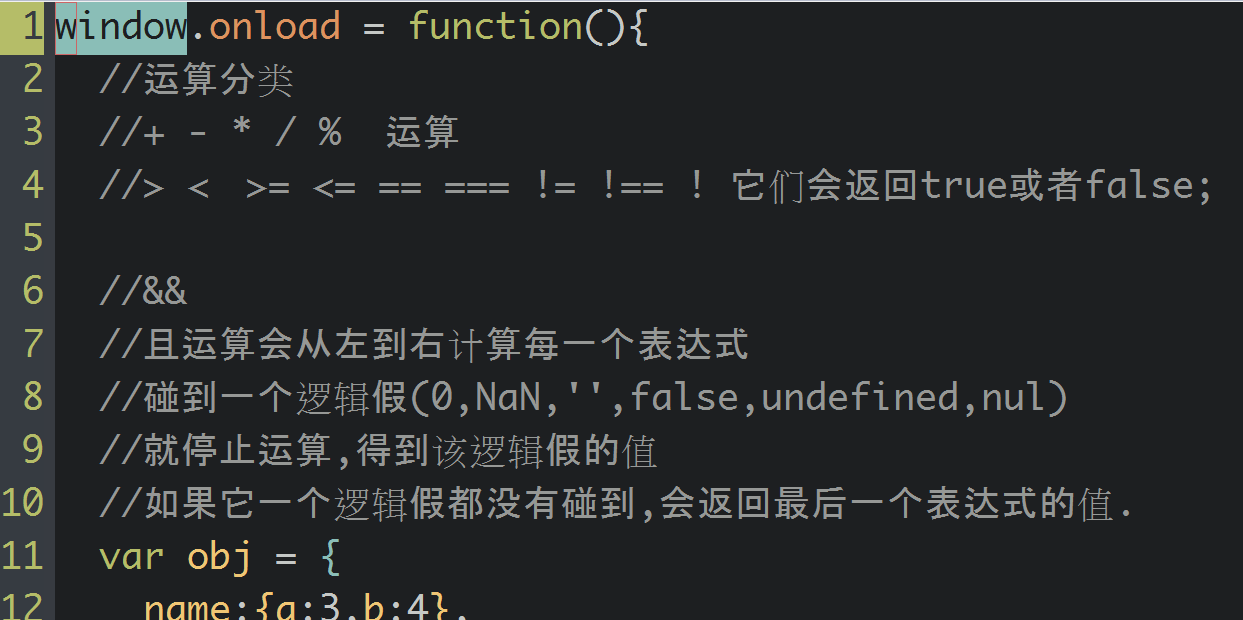 1 window.onload = function(){
2 //运算分类
3 //+ - * / % 运算
4 //> < >= <= == === != !== ! 它们会返回true或者false;
5
6 //&&
7 //且运算会从左到右计算每一个表达式
8 //碰到一个逻辑假(0,NaN,'',false,undefined,nul)
9 //就停止运算,得到该逻辑假的值
10 //如果它一个逻辑假都没有碰到,会返回最后一个表达式的值.
11 var obj = {
12 name:{a:3,b:4},